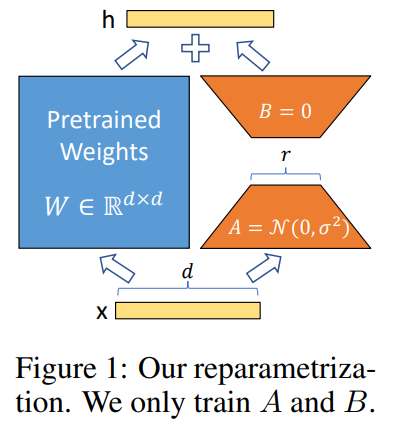 h
Pretrained
Weights
W ∈ ℝ^{d×d}
B = 0
r
A = 𝒩(0, σ²)
d
x
Figure 1: Our reparametriza-
tion. We only train A and B.